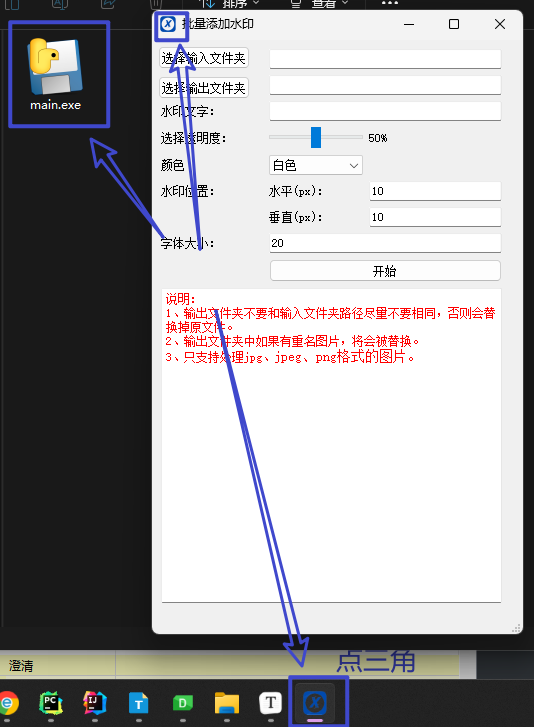 排序
查看
main.exe
批量添加水印
选择输入文件夹
选择输出文件夹
水印文字：
选择透明度：
50%
颜色
白色
水印位置：
水平(px)：
10
垂直(px)：
10
字体大小：
20
开始
说明：
1、输出文件夹不要和输入文件夹路径尽量不要相同，否则会替
换掉原文件。
2、输出文件夹中如果有重名图片，将会被替换。
3、只支持处理jpg、jpeg、png格式的图片。
点三角
澄清
PC
IJ
T
D
T
X